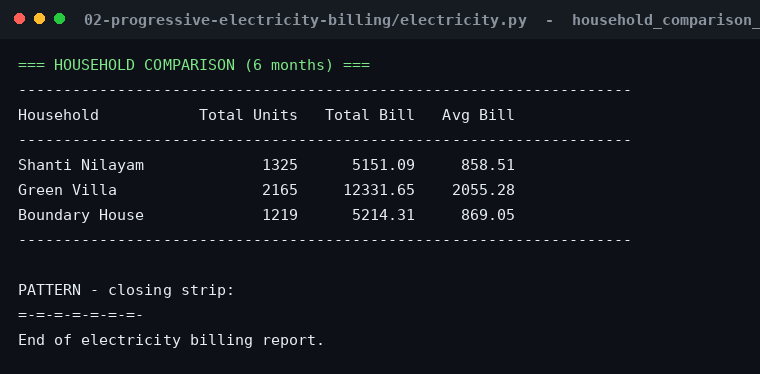 02-progressive-electricity-billing/electricity.py  -  household_comparison_
=== HOUSEHOLD COMPARISON (6 months) ===
--------------------------------------------------------------------
Household           Total Units   Total Bill   Avg Bill
--------------------------------------------------------------------
Shanti Nilayam             1325      5151.09     858.51
Green Villa                2165     12331.65    2055.28
Boundary House             1219      5214.31     869.05
--------------------------------------------------------------------
PATTERN - closing strip:
=-=-=-=-=-=-=-
End of electricity billing report.